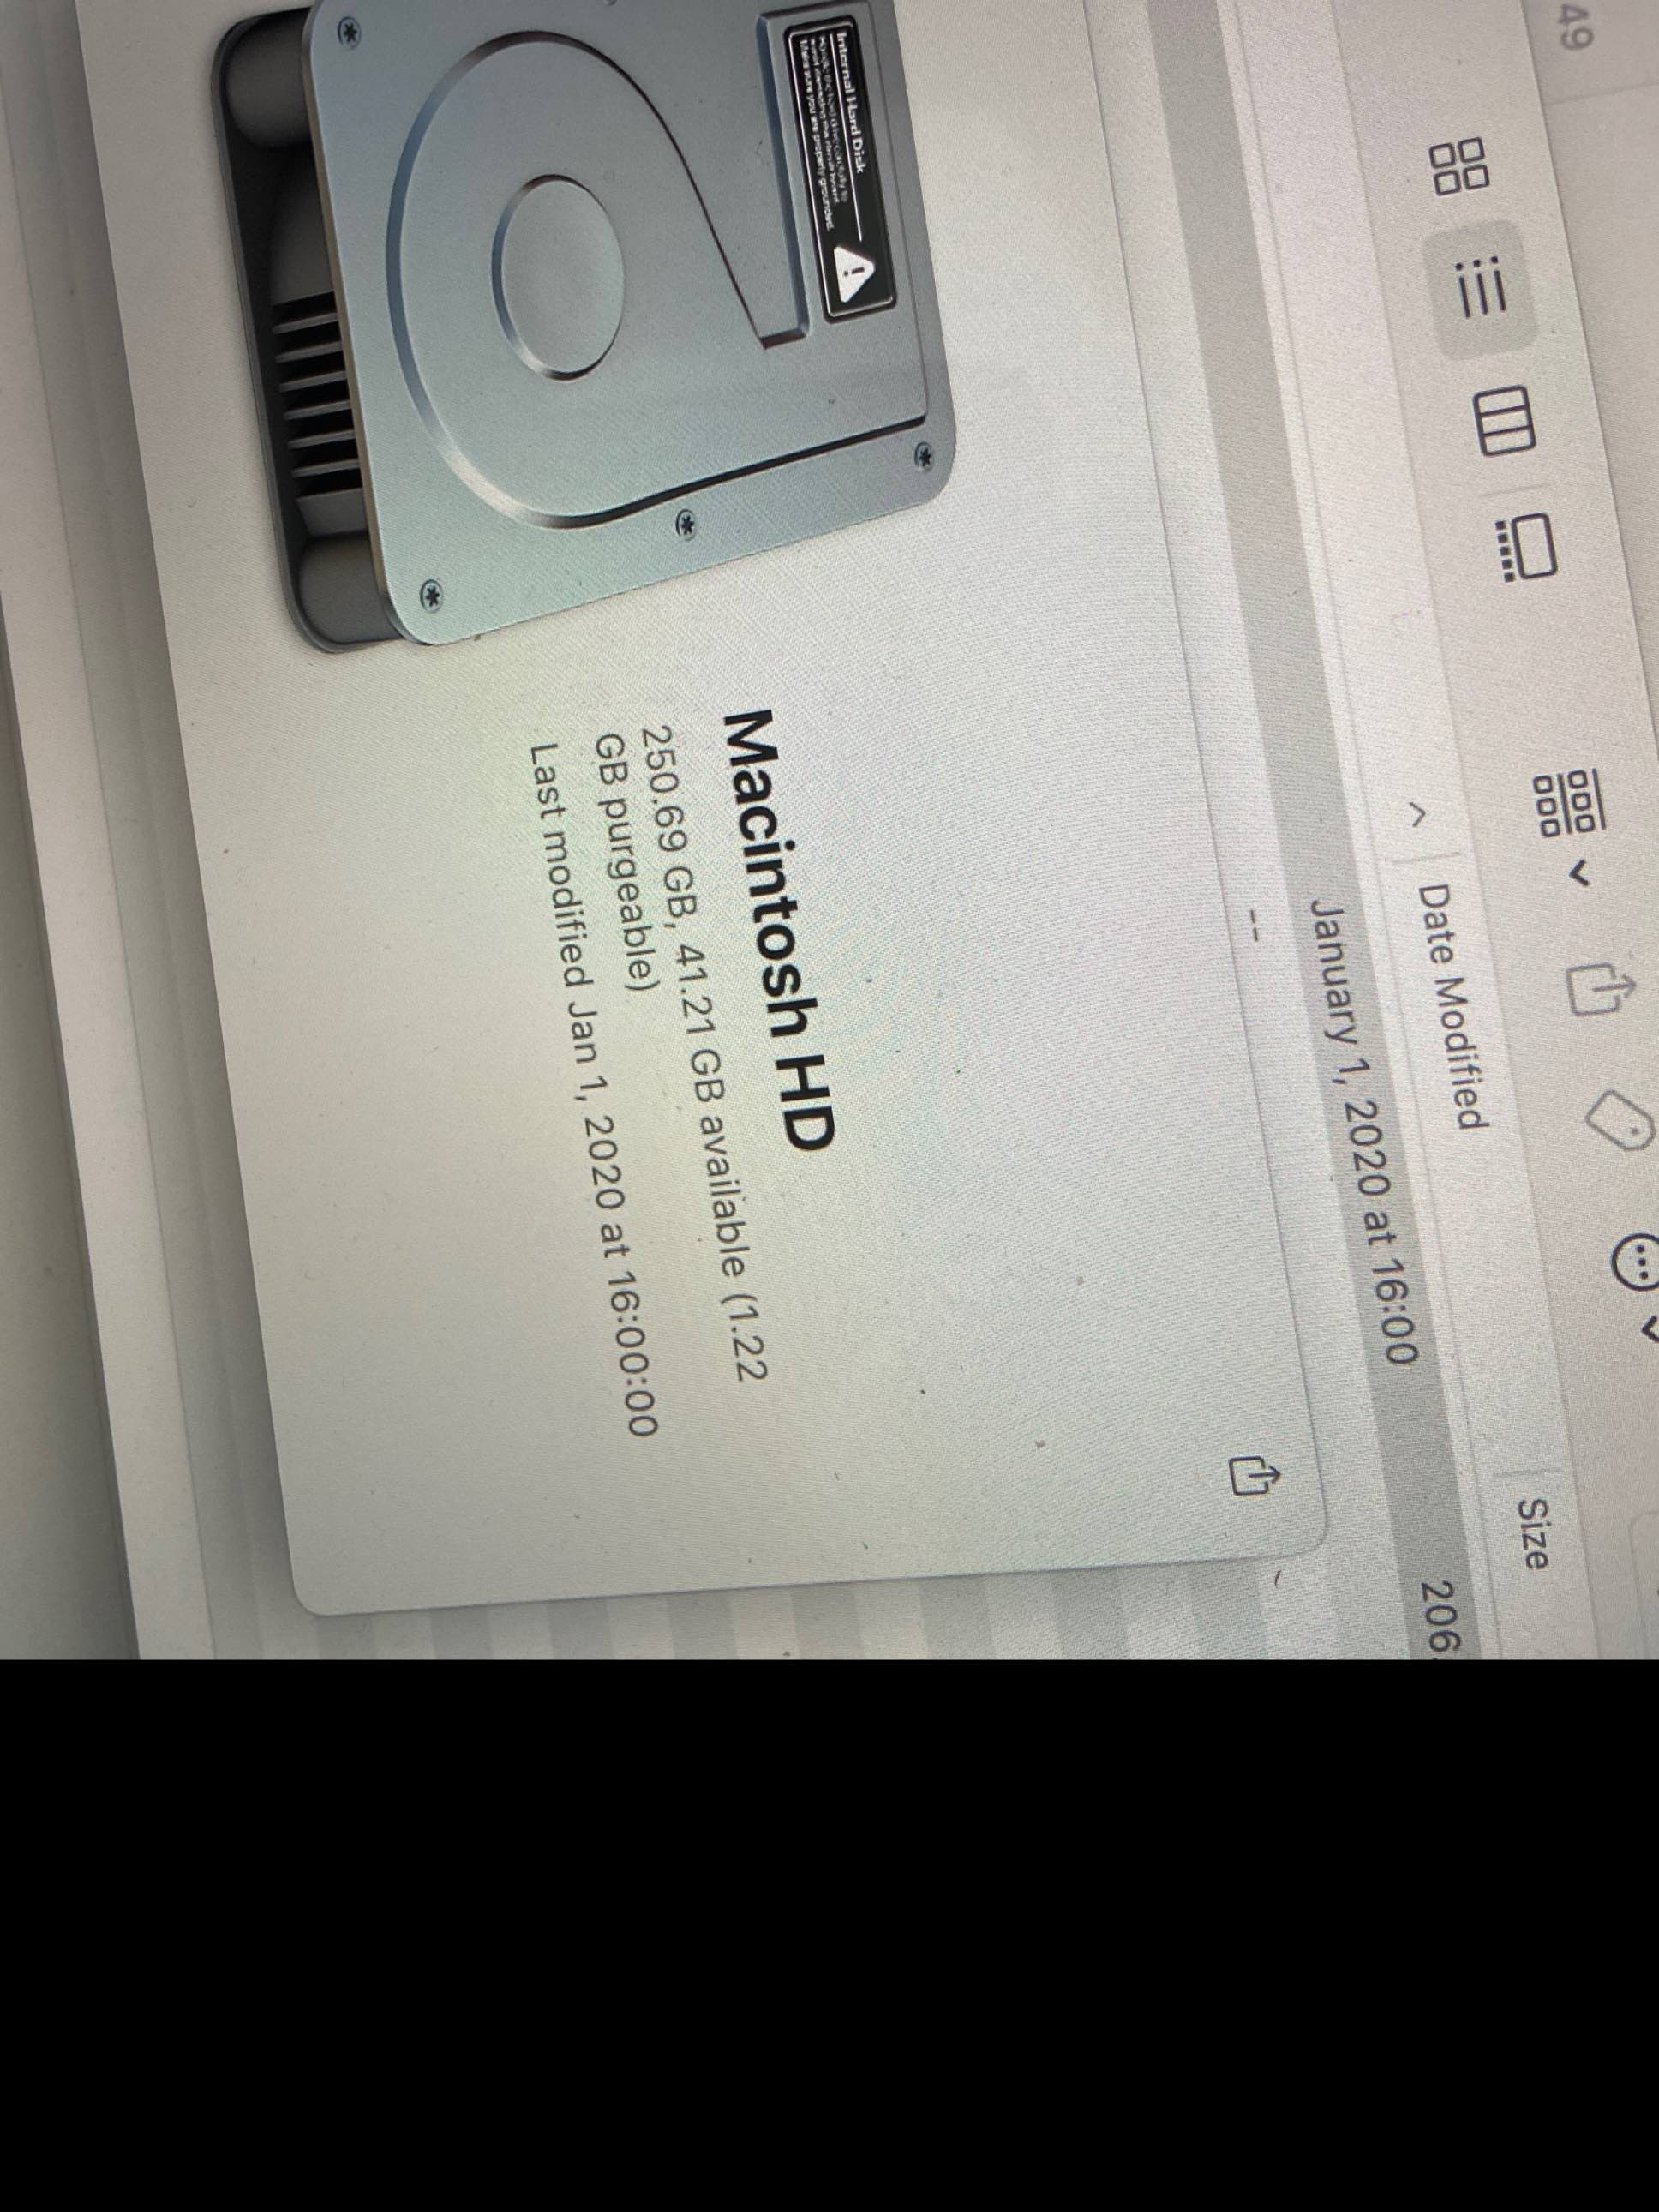 49
Date Modified
Size
January 1, 2020 at 16:00
206
--
Internal Hard Disk
Macintosh HD
250.69 GB, 41.21 GB available (1.22
GB purgeable)
Last modified Jan 1, 2020 at 16:00:00